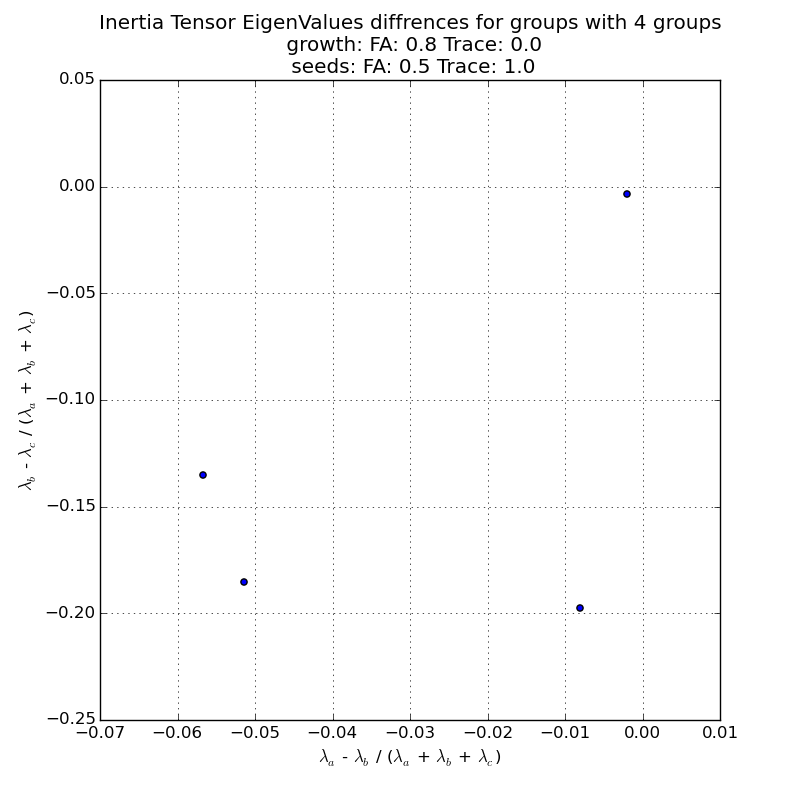 Inertia Tensor EigenValues diffrences for groups with 4 groups
growth: FA: 0.8 Trace: 0.0
seeds: FA: 0.5 Trace: 1.0
0.05
0.00
−0.05
−0.10
−0.15
−0.20
−0.25
λb - λc / (λa + λb + λc)
−0.07 −0.06 −0.05 −0.04 −0.03 −0.02 −0.01 0.00 0.01
λa - λb / (λa + λb + λc)